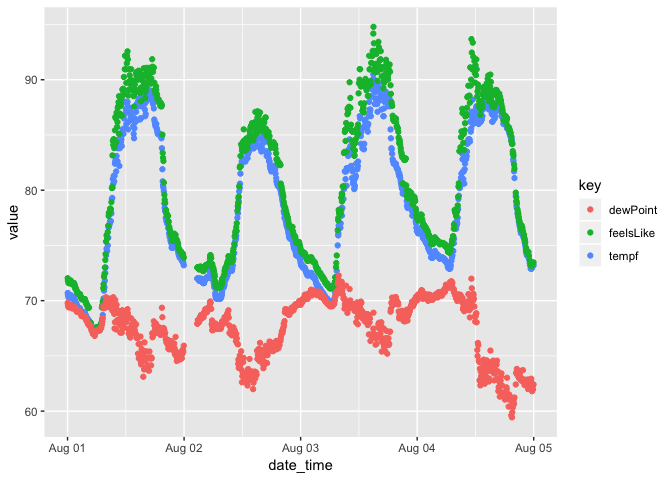 value
90
80
70
60
Aug 01 Aug 02 Aug 03 Aug 04 Aug 05
date_time
key
dewPoint
feelsLike
tempf